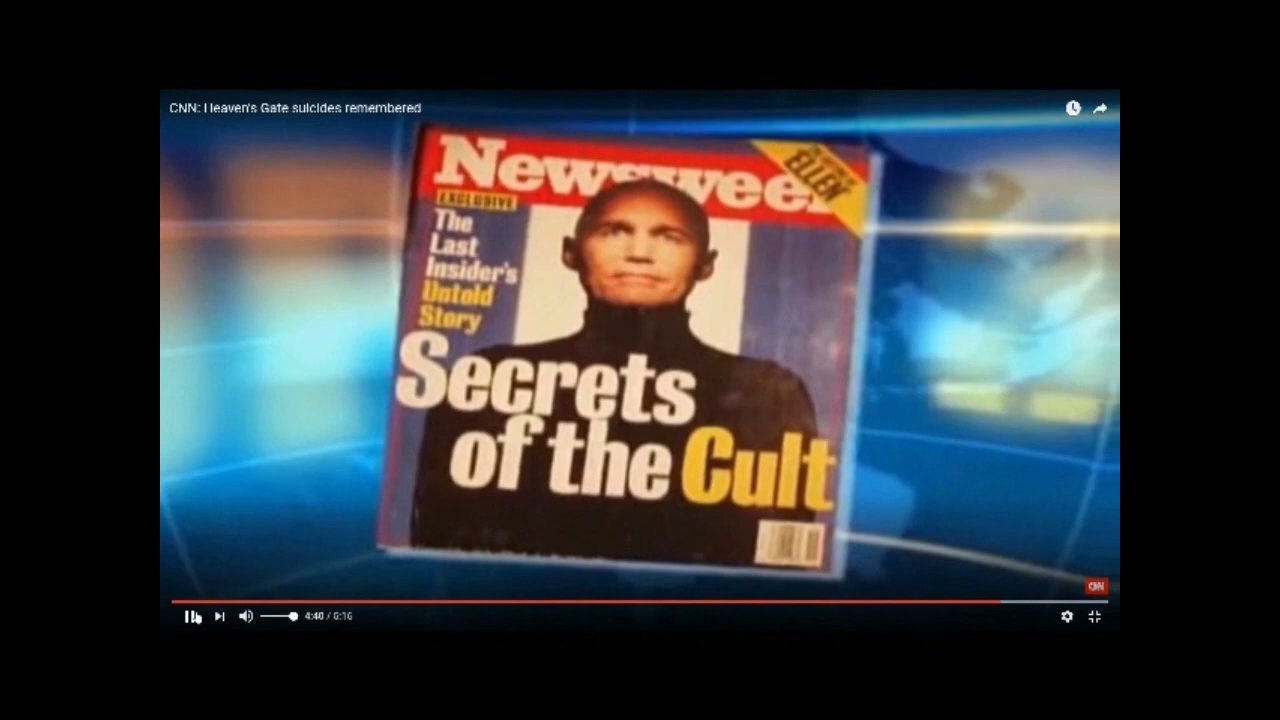 CNN: Heaven's Gate suicides remembered
Newsweek
ELLEN
EXCLUSIVE
The
Last
Insider's
Untold
Story
Secrets
of the Cult
CNN
4:40 / 5:16